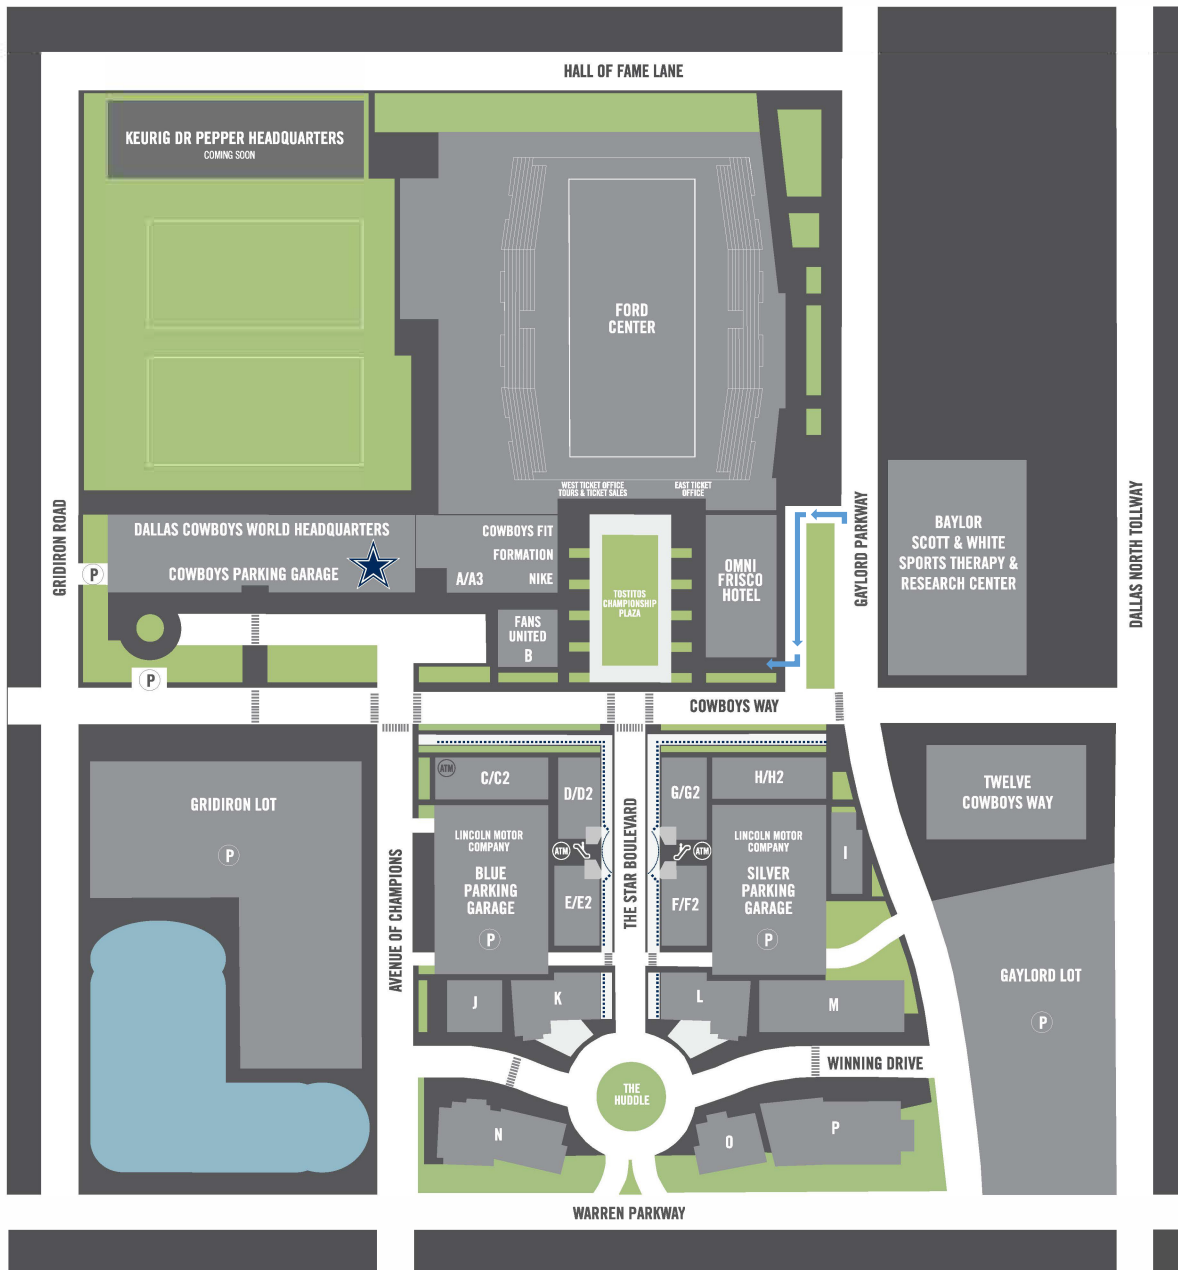 HALL OF FAME LANE
KEURIG DR PEPPER HEADQUARTERS
COMING SOON
FORD
CENTER
WEST TICKET OFFICE
TOURS & TICKET SALES
EAST TICKET
OFFICE
GRIDIRON ROAD
DALLAS COWBOYS WORLD HEADQUARTERS
COWBOYS PARKING GARAGE
P
P
COWBOYS FIT
FORMATION
A/A3
NIKE
FANS
UNITED
B
TOSTITOS
CHAMPIONSHIP
PLAZA
OMNI
FRISCO
HOTEL
GAYLORD PARKWAY
BAYLOR
SCOTT & WHITE
SPORTS THERAPY &
RESEARCH CENTER
DALLAS NORTH TOLLWAY
COWBOYS WAY
GRIDIRON LOT
P
AVENUE OF CHAMPIONS
ATM
C/C2
D/D2
LINCOLN MOTOR
COMPANY
BLUE
PARKING
GARAGE
P
ATM
E/E2
THE STAR BOULEVARD
G/G2
H/H2
ATM
F/F2
LINCOLN MOTOR
COMPANY
SILVER
PARKING
GARAGE
P
I
TWELVE
COWBOYS WAY
GAYLORD LOT
P
J
K
L
M
WINNING DRIVE
THE
HUDDLE
N
O
P
WARREN PARKWAY